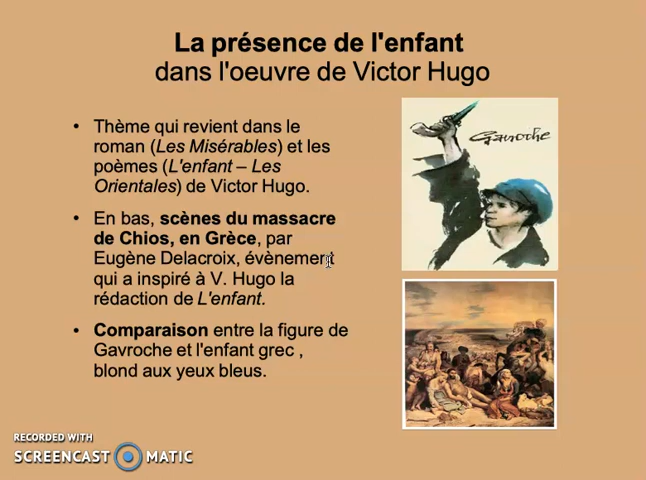 La présence de l'enfant
dans l'oeuvre de Victor Hugo
• Thème qui revient dans le
roman (Les Misérables) et les
poèmes (L'enfant – Les
Orientales) de Victor Hugo.
• En bas, scènes du massacre
de Chios, en Grèce, par
Eugène Delacroix, évènement
qui a inspiré à V. Hugo la
rédaction de L'enfant.
• Comparaison entre la figure de
Gavroche et l'enfant grec ,
blond aux yeux bleus.
Gavroche
RECORDED WITH
SCREENCAST MATIC